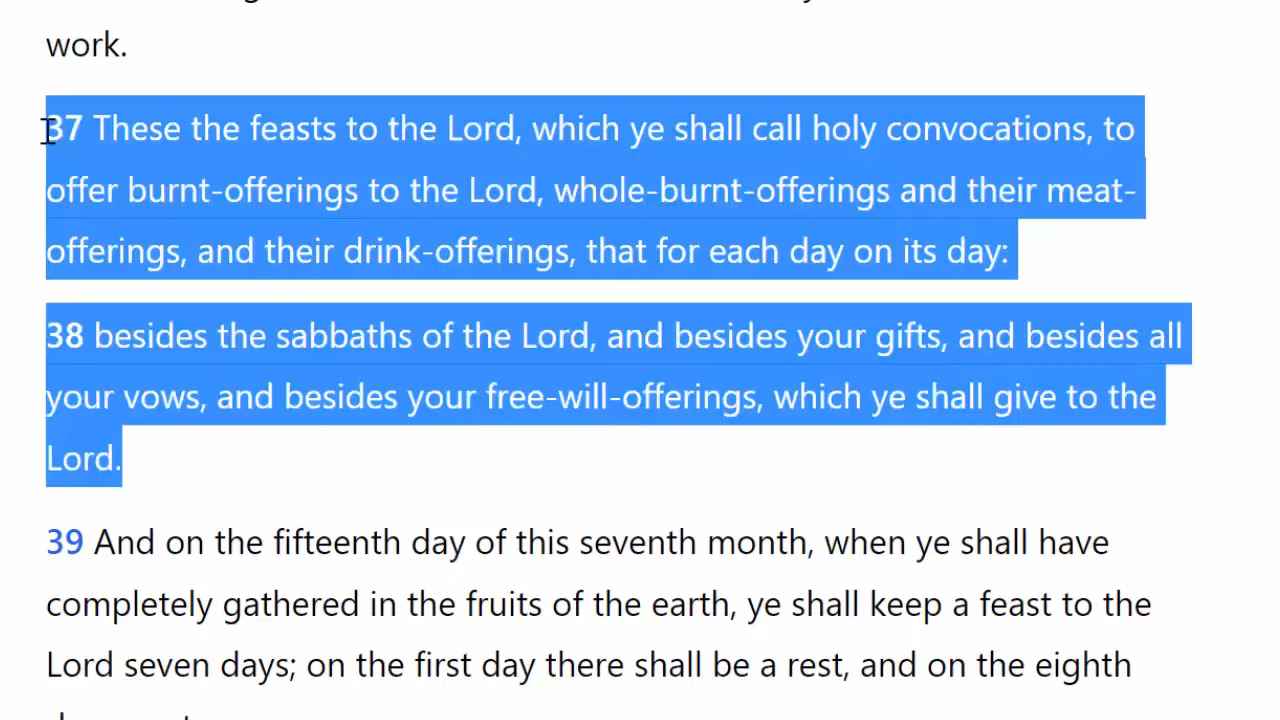 work.
37 These the feasts to the Lord, which ye shall call holy convocations, to
offer burnt-offerings to the Lord, whole-burnt-offerings and their meat-
offerings, and their drink-offerings, that for each day on its day:
38 besides the sabbaths of the Lord, and besides your gifts, and besides all
your vows, and besides your free-will-offerings, which ye shall give to the
Lord.
39 And on the fifteenth day of this seventh month, when ye shall have
completely gathered in the fruits of the earth, ye shall keep a feast to the
Lord seven days; on the first day there shall be a rest, and on the eighth